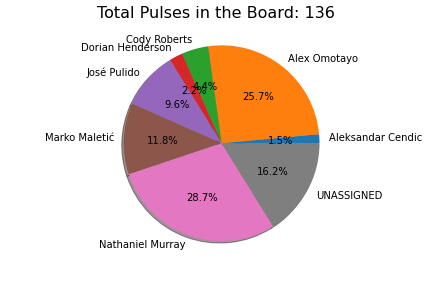 Total Pulses in the Board: 136
Cody Roberts
Dorian Henderson
Alex Omotayo
José Pulido
2.2%
4.4%
25.7%
9.6%
Marko Maletić
11.8%
1.5%
Aleksandar Cendic
16.2%
28.7%
UNASSIGNED
Nathaniel Murray